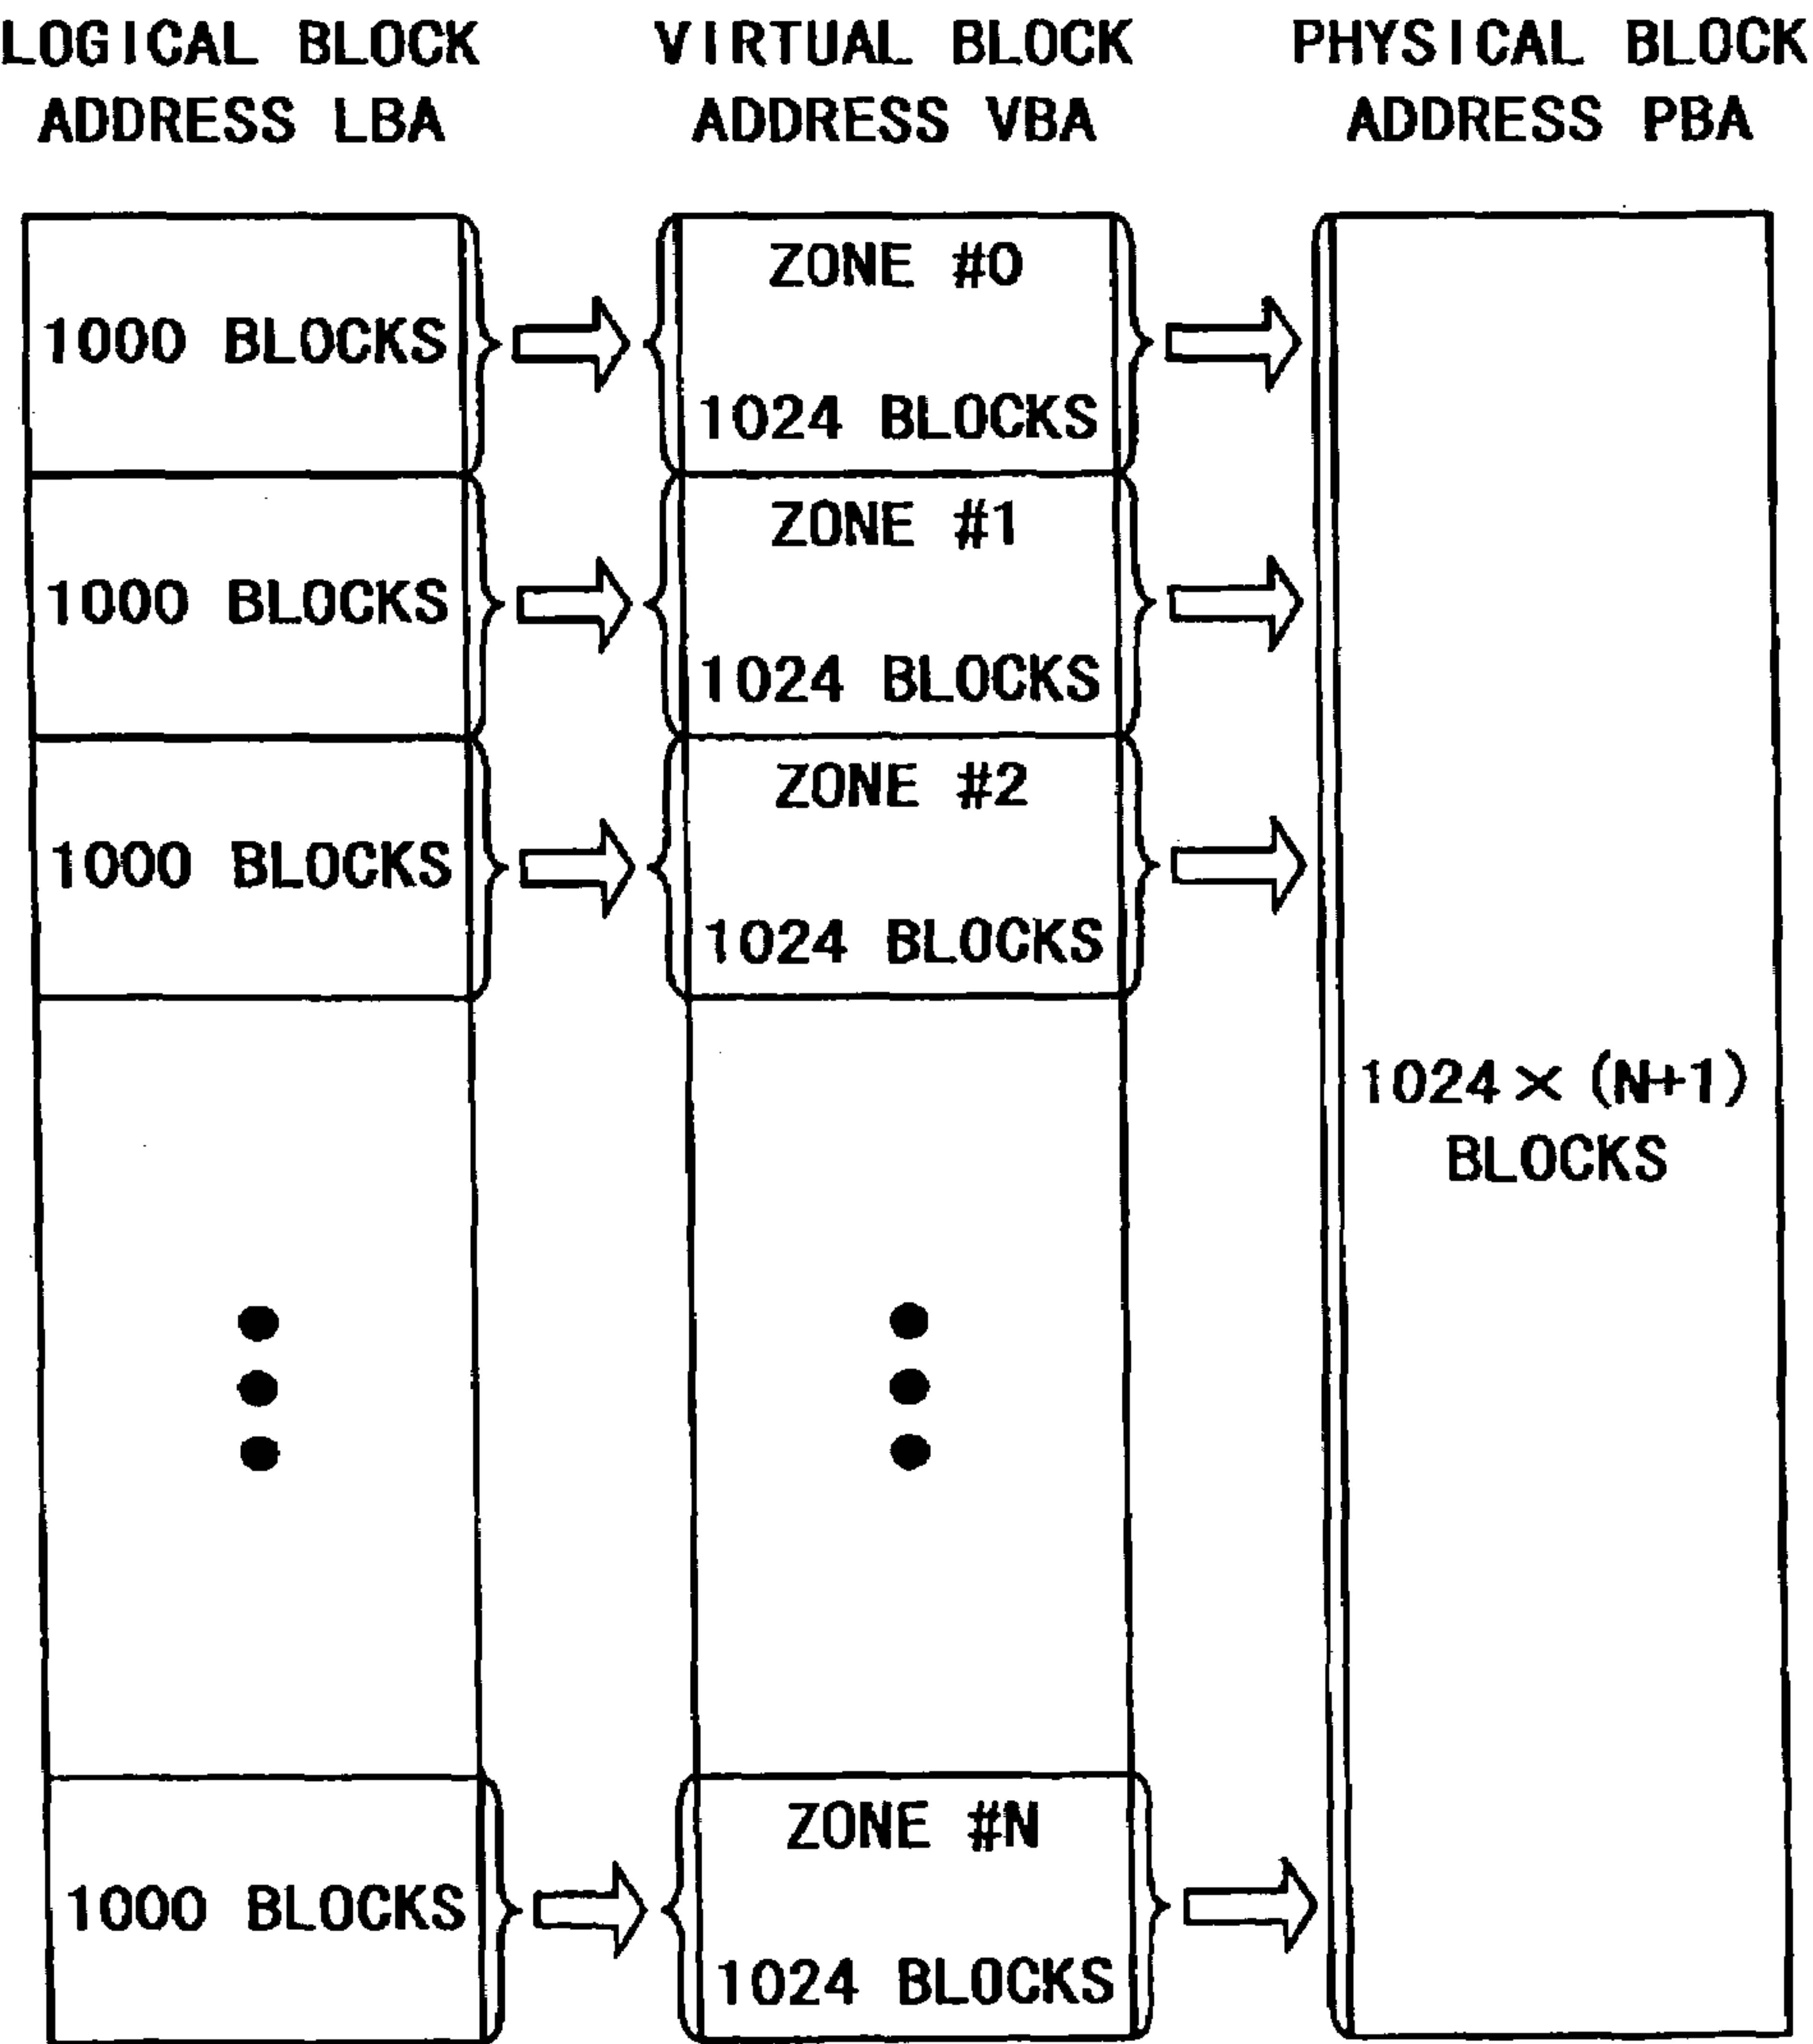 LOGICAL BLOCK
ADDRESS LBA
VIRTUAL BLOCK
ADDRESS VBA
PHYSICAL BLOCK
ADDRESS PBA
1000 BLOCKS
ZONE #0
1024 BLOCKS
1000 BLOCKS
ZONE #1
1024 BLOCKS
1000 BLOCKS
ZONE #2
1024 BLOCKS
1024 × (N+1)
BLOCKS
1000 BLOCKS
ZONE #N
1024 BLOCKS